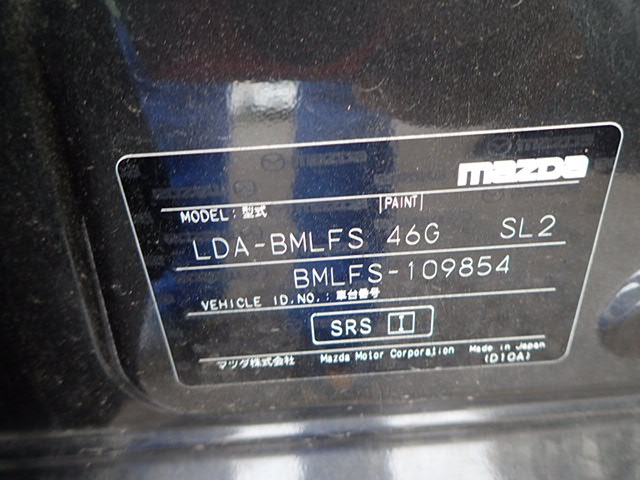 mazda
MODEL:型式 PAINT
LDA-BMLFS 46G SL2
BMLFS-109854
VEHICLE ID.NO.:車台番号
SRS I
マツダ株式会社 Mazda Motor Corporation Made in Japan
(D10A)